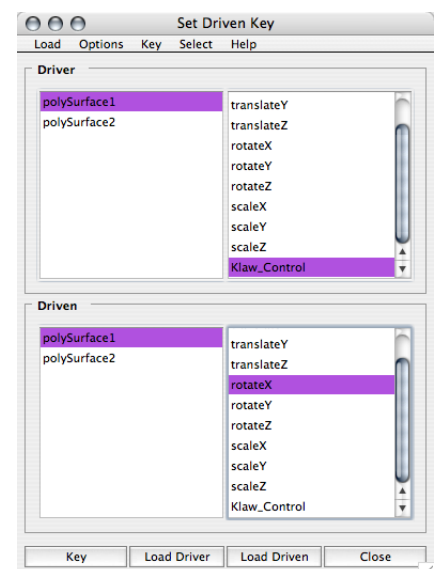 Set Driven Key
Load Options Key Select Help
Driver
polySurface1
polySurface2
translateY
translateZ
rotateX
rotateY
rotateZ
scaleX
scaleY
scaleZ
Klaw_Control
Driven
polySurface1
polySurface2
translateY
translateZ
rotateX
rotateY
rotateZ
scaleX
scaleY
scaleZ
Klaw_Control
Key Load Driver Load Driven Close